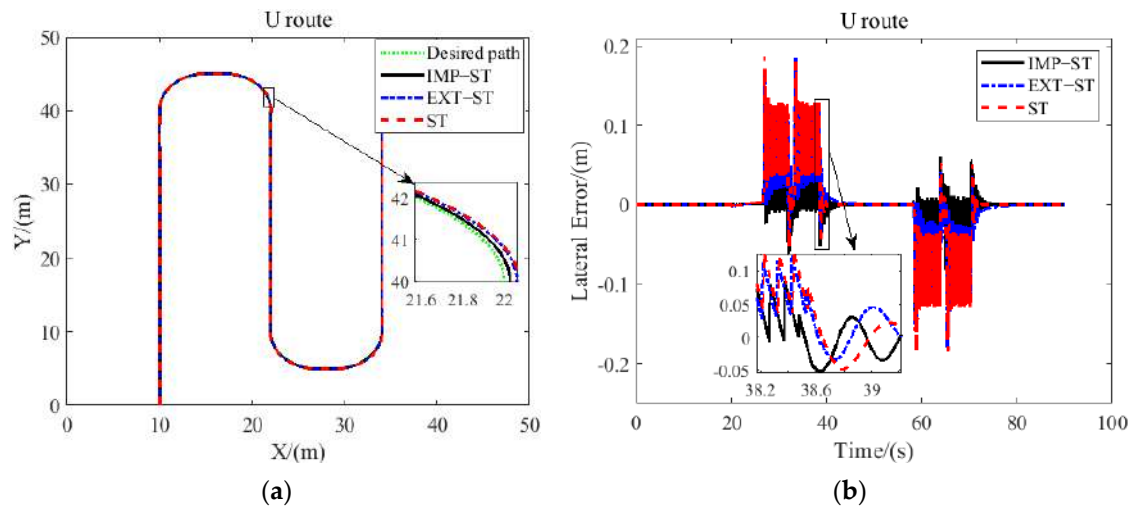 U route
50
40
30
20
10
0
Y/(m)
Desired path
IMP−ST
EXT−ST
ST
42
41
40
21.6 21.8 22
0 10 20 30 40 50
X/(m)
(a)
U route
0.2
0.1
0
-0.1
-0.2
Lateral Error/(m)
IMP−ST
EXT−ST
ST
0.1
0.05
0
-0.05
38.2 38.6 39
0 20 40 60 80 100
Time/(s)
(b)